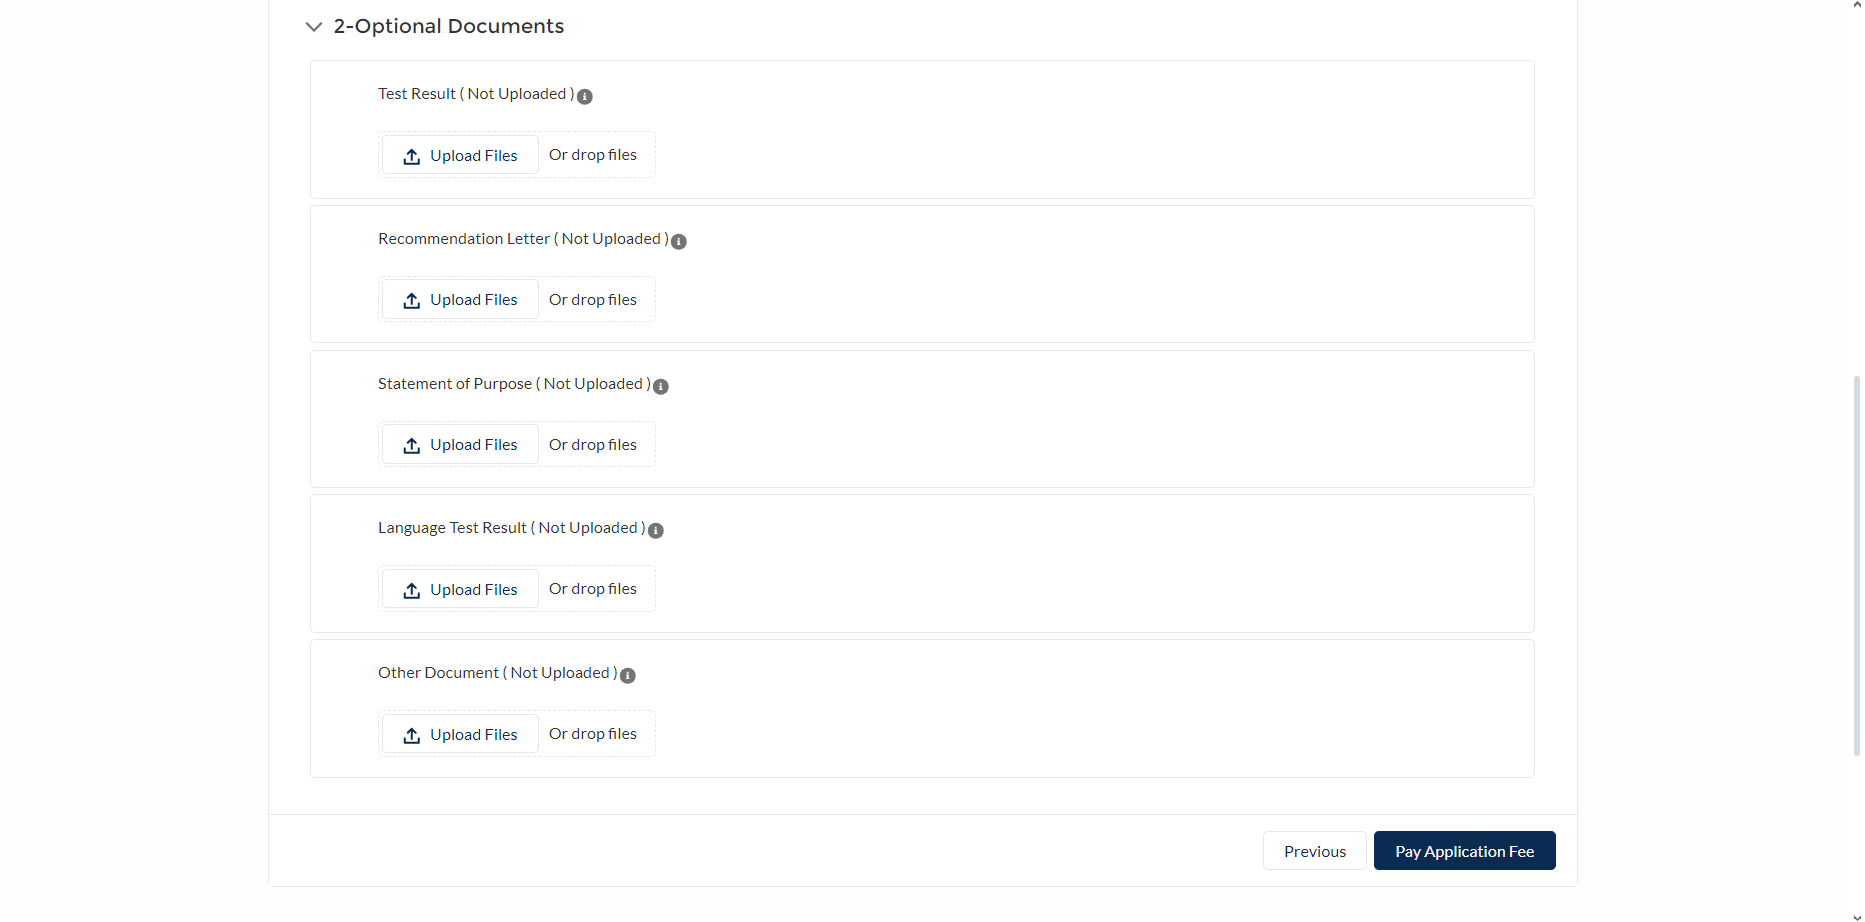 2-Optional Documents
Test Result ( Not Uploaded )
Upload Files Or drop files
Recommendation Letter ( Not Uploaded )
Upload Files Or drop files
Statement of Purpose ( Not Uploaded )
Upload Files Or drop files
Language Test Result ( Not Uploaded )
Upload Files Or drop files
Other Document ( Not Uploaded )
Upload Files Or drop files
Previous Pay Application Fee